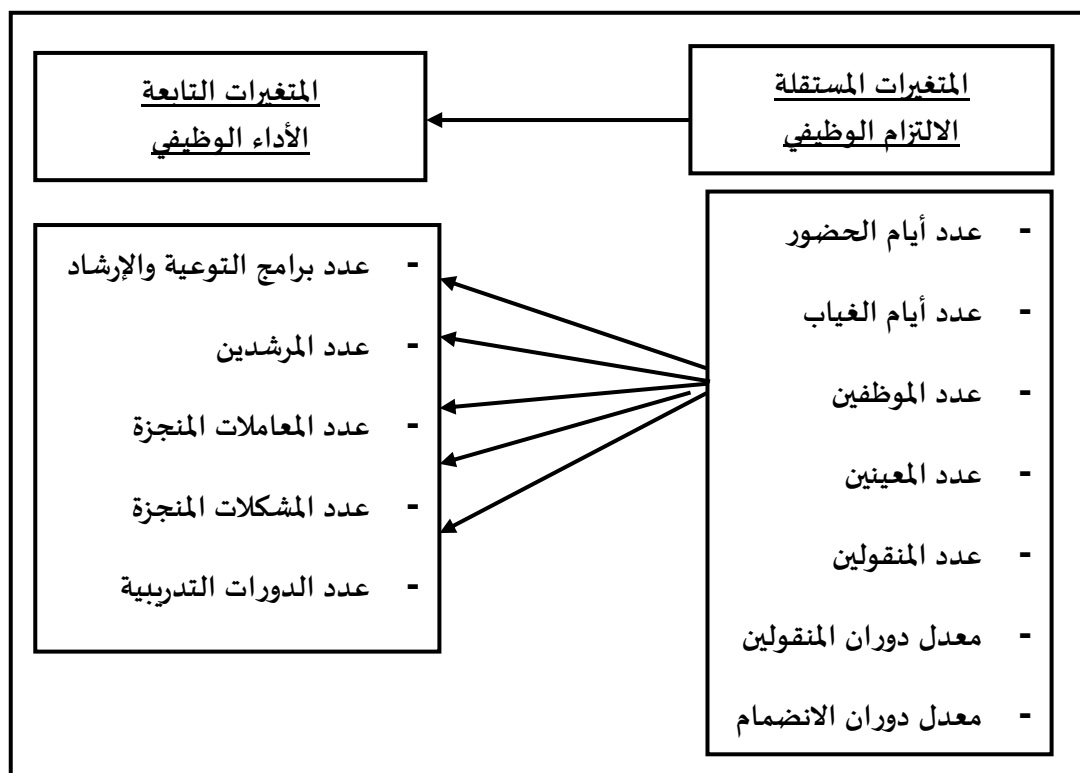 المتغيرات المستقلة
الالتزام الوظيفي
المتغيرات التابعة
الأداء الوظيفي
- عدد أيام الحضور
- عدد أيام الغياب
- عدد الموظفين
- عدد المعينين
- عدد المنقولين
- معدل دوران المنقولين
- معدل دوران الانضمام
- عدد برامج التوعية والإرشاد
- عدد المرشدين
- عدد المعاملات المنجزة
- عدد المشكلات المنجزة
- عدد الدورات التدريبية